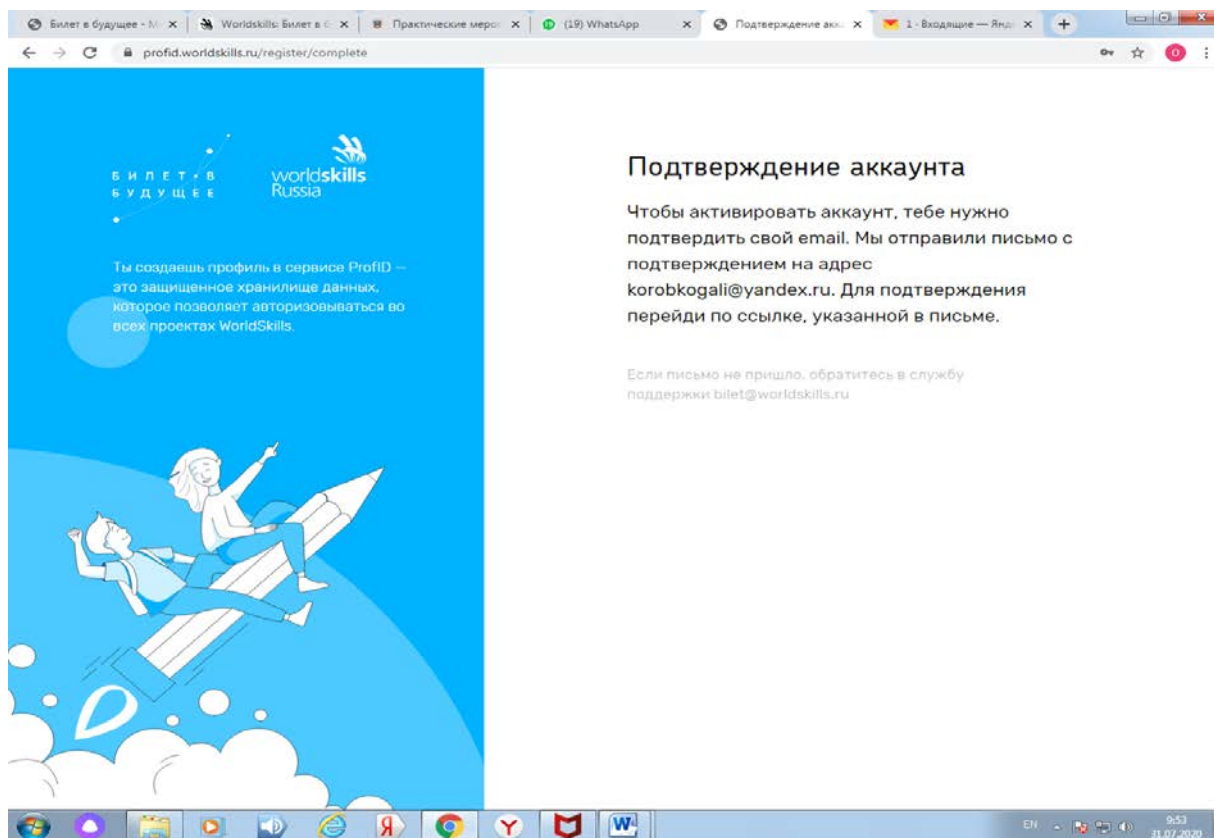 Билет в будущее - М
Worldskills: Билет в б
Практические меро
(19) WhatsApp
Подтверждение акк
1 · Входящие — Янд
profid.worldskills.ru/register/complete
О
БИЛЕТ В
БУДУЩЕЕ
worldskills
Russia
Ты создаешь профиль в сервисе ProfID —
это защищенное хранилище данных,
которое позволяет авторизовываться во
всех проектах WorldSkills.
Подтверждение аккаунта
Чтобы активировать аккаунт, тебе нужно
подтвердить свой email. Мы отправили письмо с
подтверждением на адрес
korobkogali@yandex.ru. Для подтверждения
перейди по ссылке, указанной в письме.
Если письмо не пришло, обратитесь в службу
поддержки bilet@worldskills.ru
EN
9:53
31.07.2020